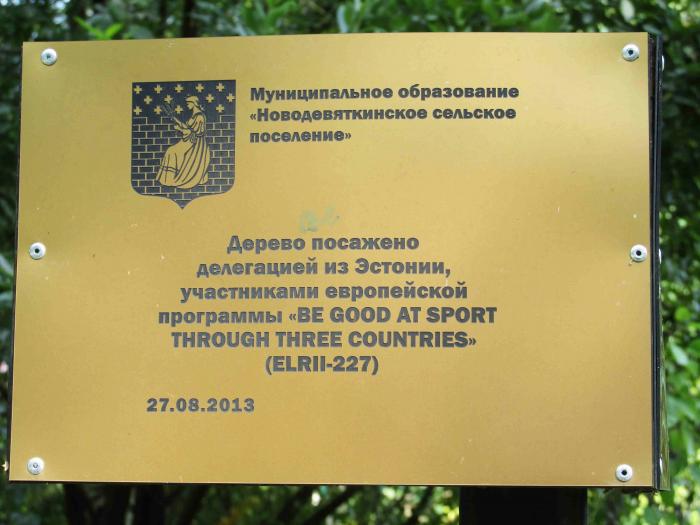 Муниципальное образование
«Новодевяткинское сельское
поселение»
Дерево посажено
делегацией из Эстонии,
участниками европейской
программы «BE GOOD AT SPORT
THROUGH THREE COUNTRIES»
(ELRII-227)
27.08.2013